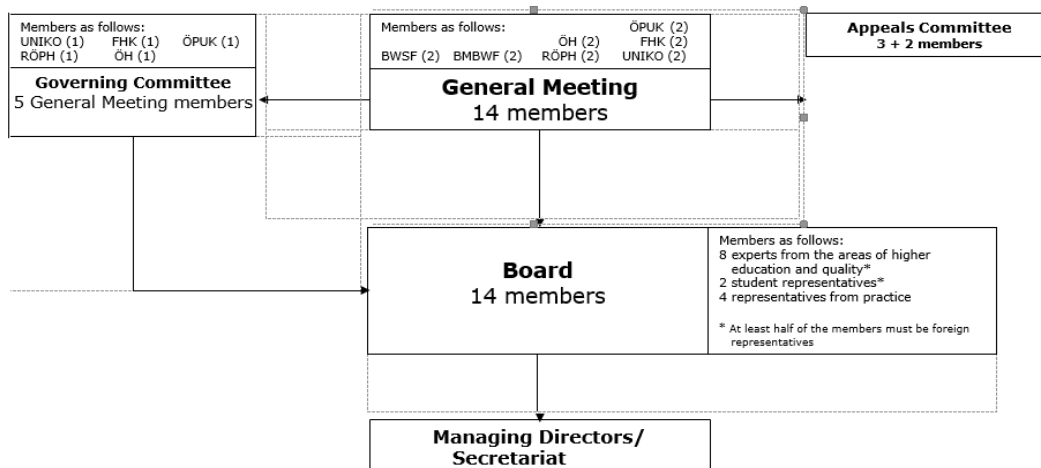 Members as follows:
UNIKO (1) FHK (1) ÖPUK (1)
RÖPH (1) ÖH (1)
Governing Committee
5 General Meeting members
Members as follows: ÖPUK (2)
ÖH (2) FHK (2)
BWSF (2) BMBWF (2) RÖPH (2) UNIKO (2)
General Meeting
14 members
Appeals Committee
3 + 2 members
Board
14 members
Members as follows:
8 experts from the areas of higher
education and quality*
2 student representatives*
4 representatives from practice
* At least half of the members must be foreign
representatives
Managing Directors/
Secretariat